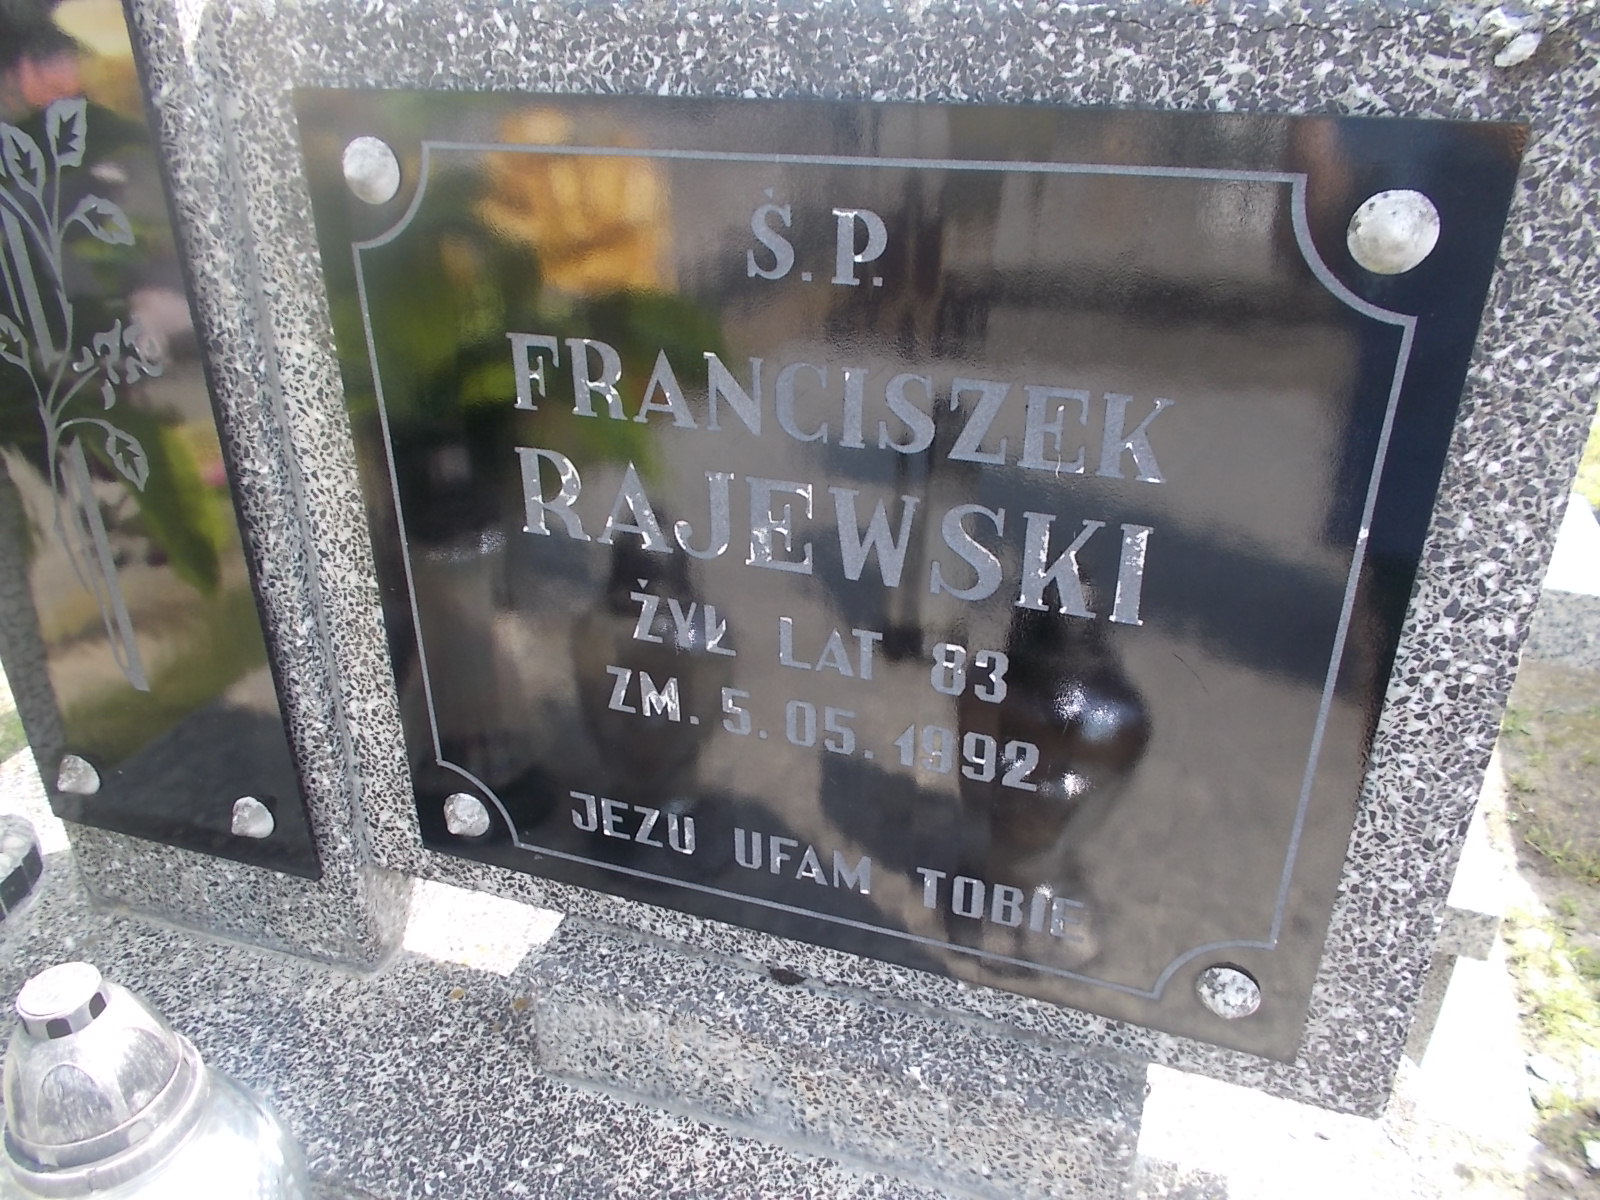 Ś.P.
FRANCISZEK
RAJEWSKI
ŻYŁ LAT 83
ZM. 5.05.1992
JEZU UFAM TOBIE